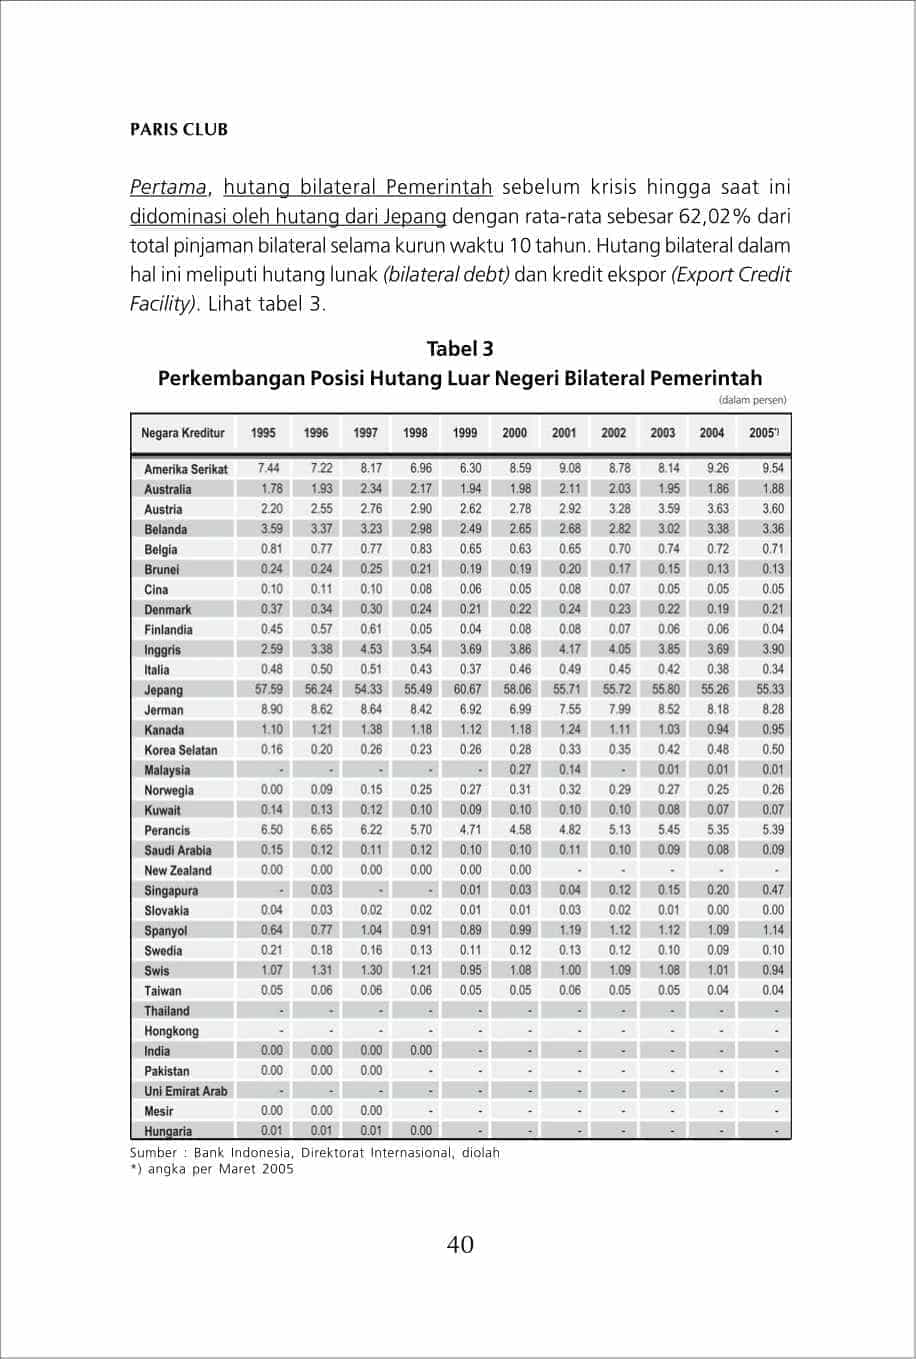 PARIS CLUB
Pertama, hutang bilateral Pemerintah sebelum krisis hingga saat ini
didominasi oleh hutang dari Jepang dengan rata-rata sebesar 62,02% dari
total pinjaman bilateral selama kurun waktu 10 tahun. Hutang bilateral dalam
hal ini meliputi hutang lunak (bilateral debt) dan kredit ekspor (Export Credit
Facility). Lihat tabel 3.
Tabel 3
Perkembangan Posisi Hutang Luar Negeri Bilateral Pemerintah
(dalam persen)
Negara Kreditur 1995 1996 1997 1998 1999 2000 2001 2002 2003 2004 2005*)
Amerika Serikat 7.44 7.22 8.17 6.96 6.30 8.59 9.08 8.78 8.14 9.26 9.54
Australia 1.78 1.93 2.34 2.17 1.94 1.98 2.11 2.03 1.95 1.86 1.88
Austria 2.20 2.55 2.76 2.90 2.62 2.78 2.92 3.28 3.59 3.63 3.60
Belanda 3.59 3.37 3.23 2.98 2.49 2.65 2.68 2.82 3.02 3.38 3.36
Belgia 0.81 0.77 0.77 0.83 0.65 0.63 0.65 0.70 0.74 0.72 0.71
Brunei 0.24 0.24 0.25 0.21 0.19 0.19 0.20 0.17 0.15 0.13 0.13
Cina 0.10 0.11 0.10 0.08 0.06 0.05 0.08 0.07 0.05 0.05 0.05
Denmark 0.37 0.34 0.30 0.24 0.21 0.22 0.24 0.23 0.22 0.19 0.21
Finlandia 0.45 0.57 0.61 0.05 0.04 0.08 0.08 0.07 0.06 0.06 0.04
Inggris 2.59 3.38 4.53 3.54 3.69 3.86 4.17 4.05 3.85 3.69 3.90
Italia 0.48 0.50 0.51 0.43 0.37 0.46 0.49 0.45 0.42 0.38 0.34
Jepang 57.59 56.24 54.33 55.49 60.67 58.06 55.71 55.72 55.80 55.26 55.33
Jerman 8.90 8.62 8.64 8.42 6.92 6.99 7.55 7.99 8.52 8.18 8.28
Kanada 1.10 1.21 1.38 1.18 1.12 1.18 1.24 1.11 1.03 0.94 0.95
Korea Selatan 0.16 0.20 0.26 0.23 0.26 0.28 0.33 0.35 0.42 0.48 0.50
Malaysia - - - - - 0.27 0.14 - 0.01 0.01 0.01
Norwegia 0.00 0.09 0.15 0.25 0.27 0.31 0.32 0.29 0.27 0.25 0.26
Kuwait 0.14 0.13 0.12 0.10 0.09 0.10 0.10 0.10 0.08 0.07 0.07
Perancis 6.50 6.65 6.22 5.70 4.71 4.58 4.82 5.13 5.45 5.35 5.39
Saudi Arabia 0.15 0.12 0.11 0.12 0.10 0.10 0.11 0.10 0.09 0.08 0.09
New Zealand 0.00 0.00 0.00 0.00 0.00 0.00 - - - - -
Singapura - 0.03 - - 0.01 0.03 0.04 0.12 0.15 0.20 0.47
Slovakia 0.04 0.03 0.02 0.02 0.01 0.01 0.03 0.02 0.01 0.00 0.00
Spanyol 0.64 0.77 1.04 0.91 0.89 0.99 1.19 1.12 1.12 1.09 1.14
Swedia 0.21 0.18 0.16 0.13 0.11 0.12 0.13 0.12 0.10 0.09 0.10
Swis 1.07 1.31 1.30 1.21 0.95 1.08 1.00 1.09 1.08 1.01 0.94
Taiwan 0.05 0.06 0.06 0.06 0.05 0.05 0.06 0.05 0.05 0.04 0.04
Thailand - - - - - - - - - - -
Hongkong - - - - - - - - - - -
India 0.00 0.00 0.00 0.00 - - - - - - -
Pakistan 0.00 0.00 0.00 - - - - - - - -
Uni Emirat Arab - - - - - - - - - - -
Mesir 0.00 0.00 0.00 - - - - - - - -
Hungaria 0.01 0.01 0.01 0.00 - - - - - - -
Sumber : Bank Indonesia, Direktorat Internasional, diolah
*) angka per Maret 2005
40